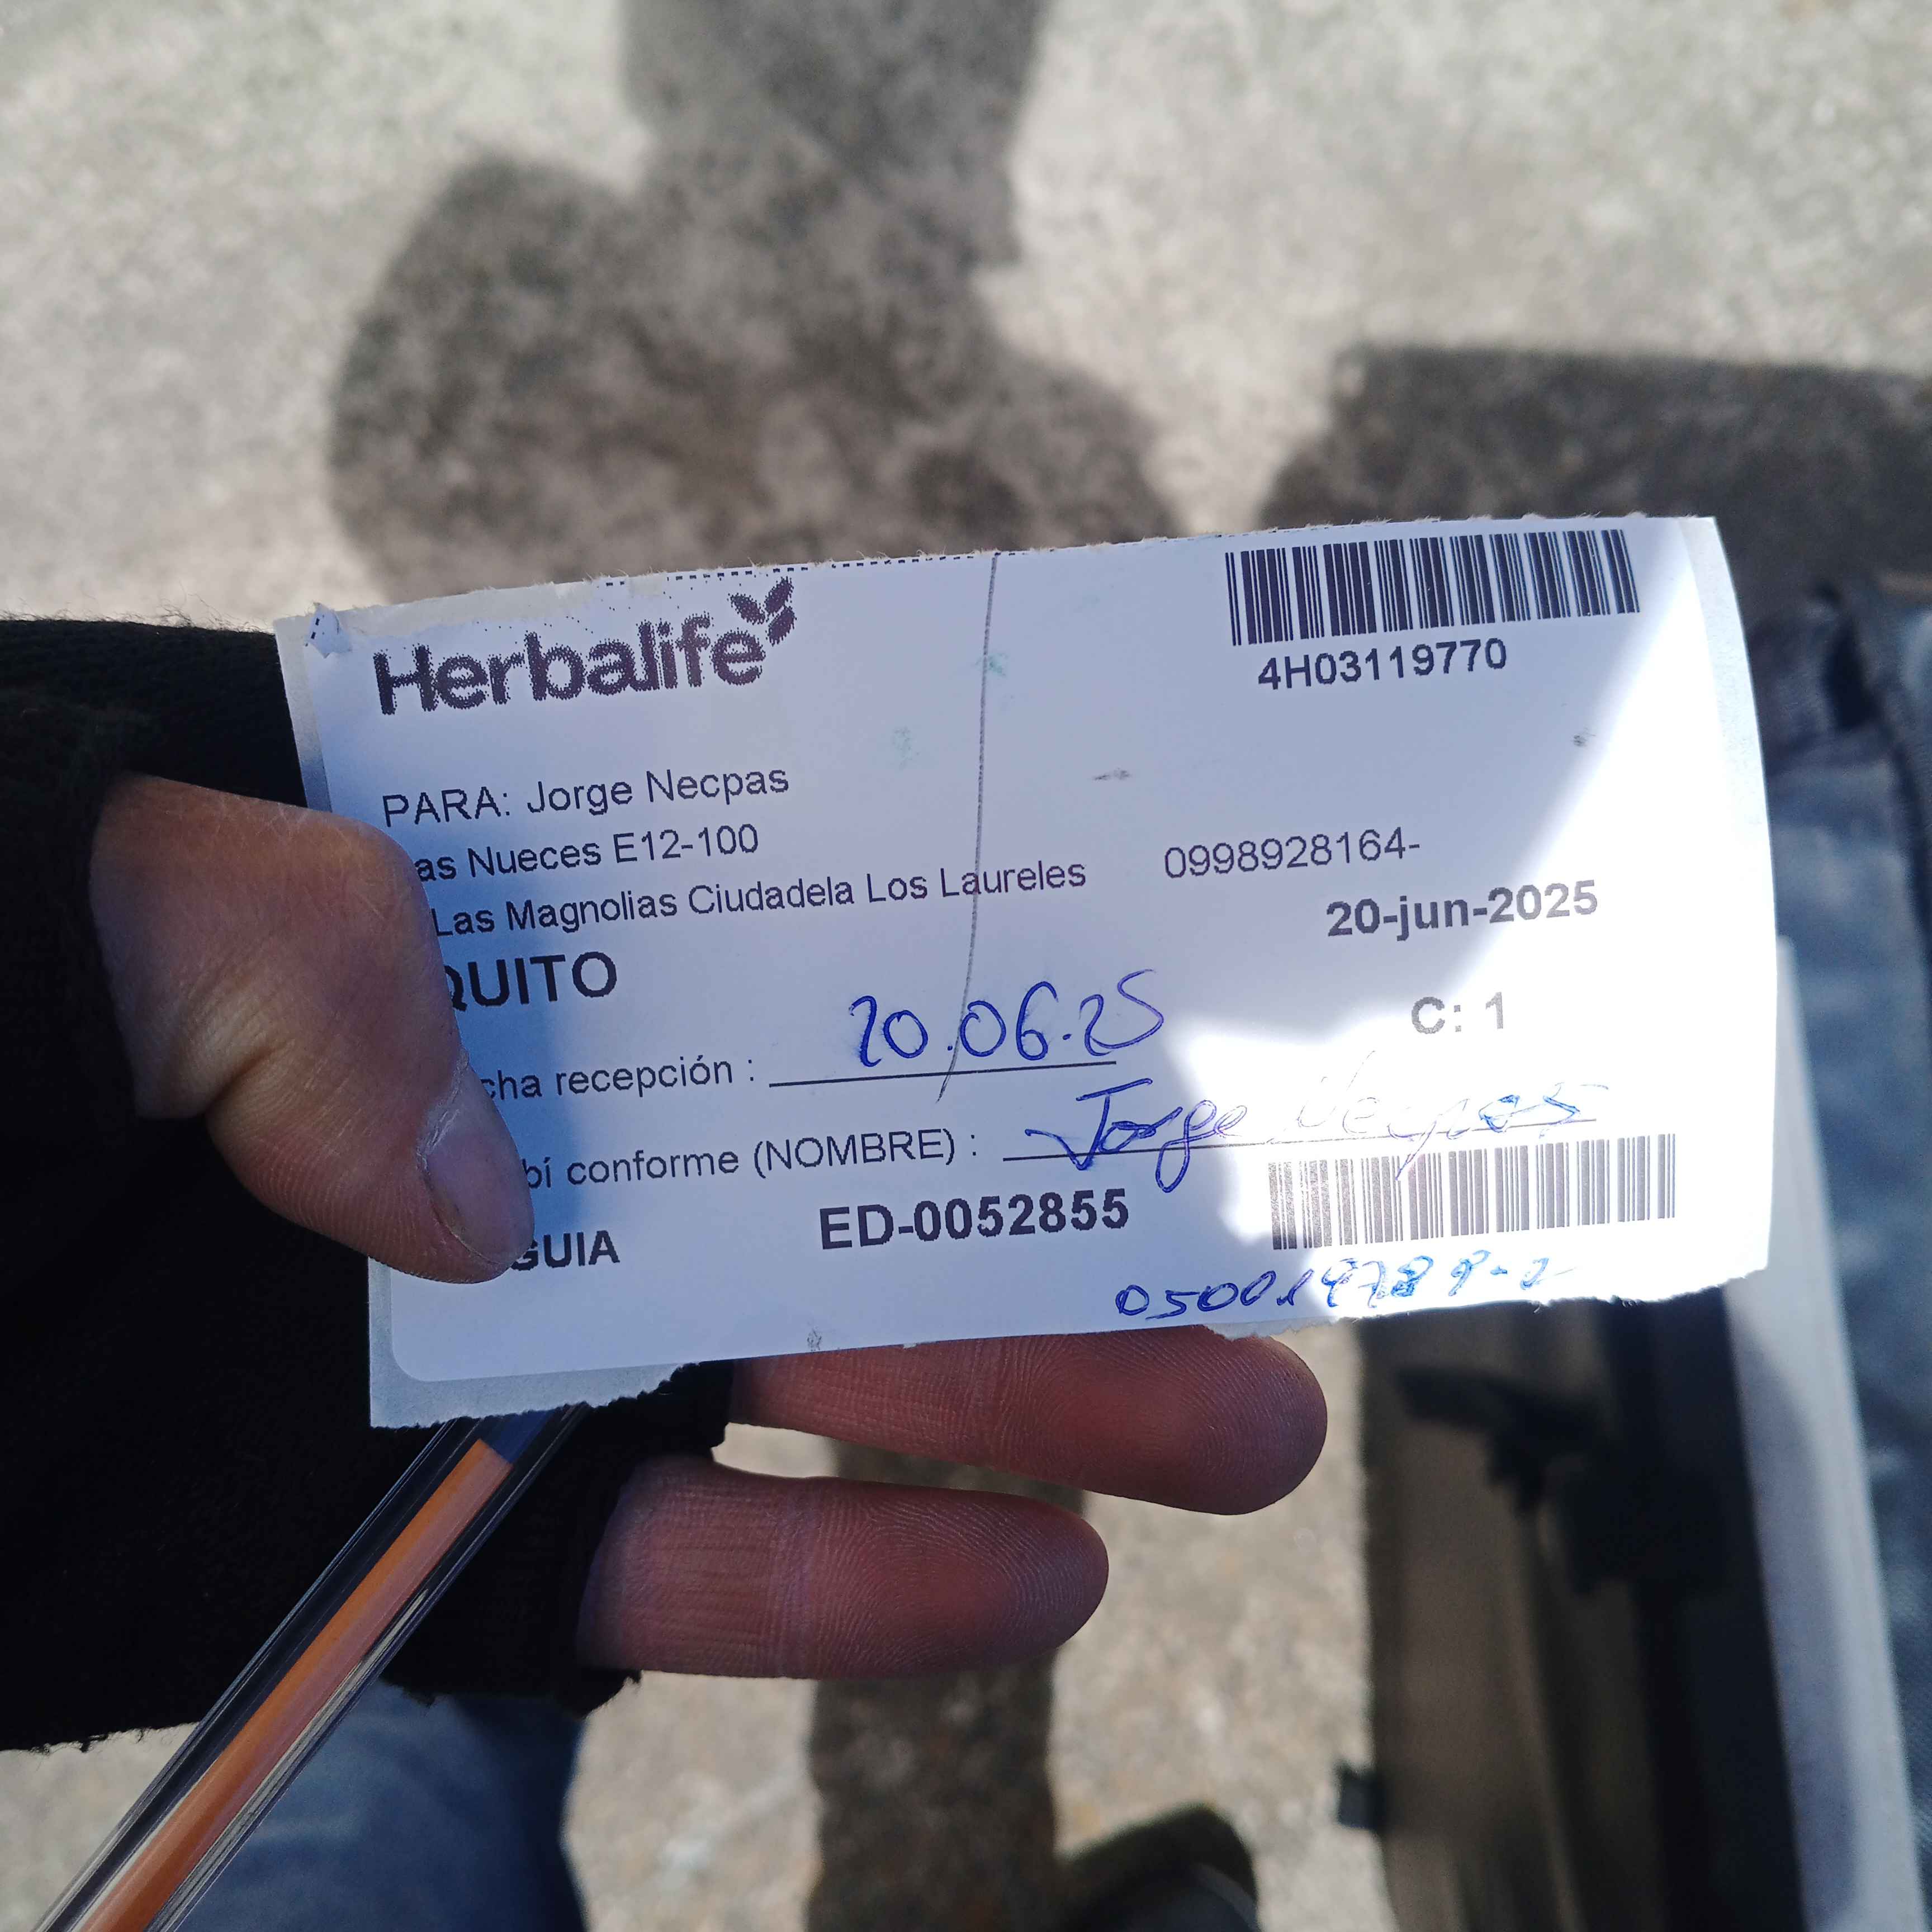 Herbalife
4H03119770
PARA: Jorge Necpas
as Nueces E12-100
Las Magnolias Ciudadela Los Laureles 0998928164-
20-jun-2025
QUITO
C: 1
cha recepción : 20.06.25
bí conforme (NOMBRE) : Jorge Necpas
GUIA ED-0052855